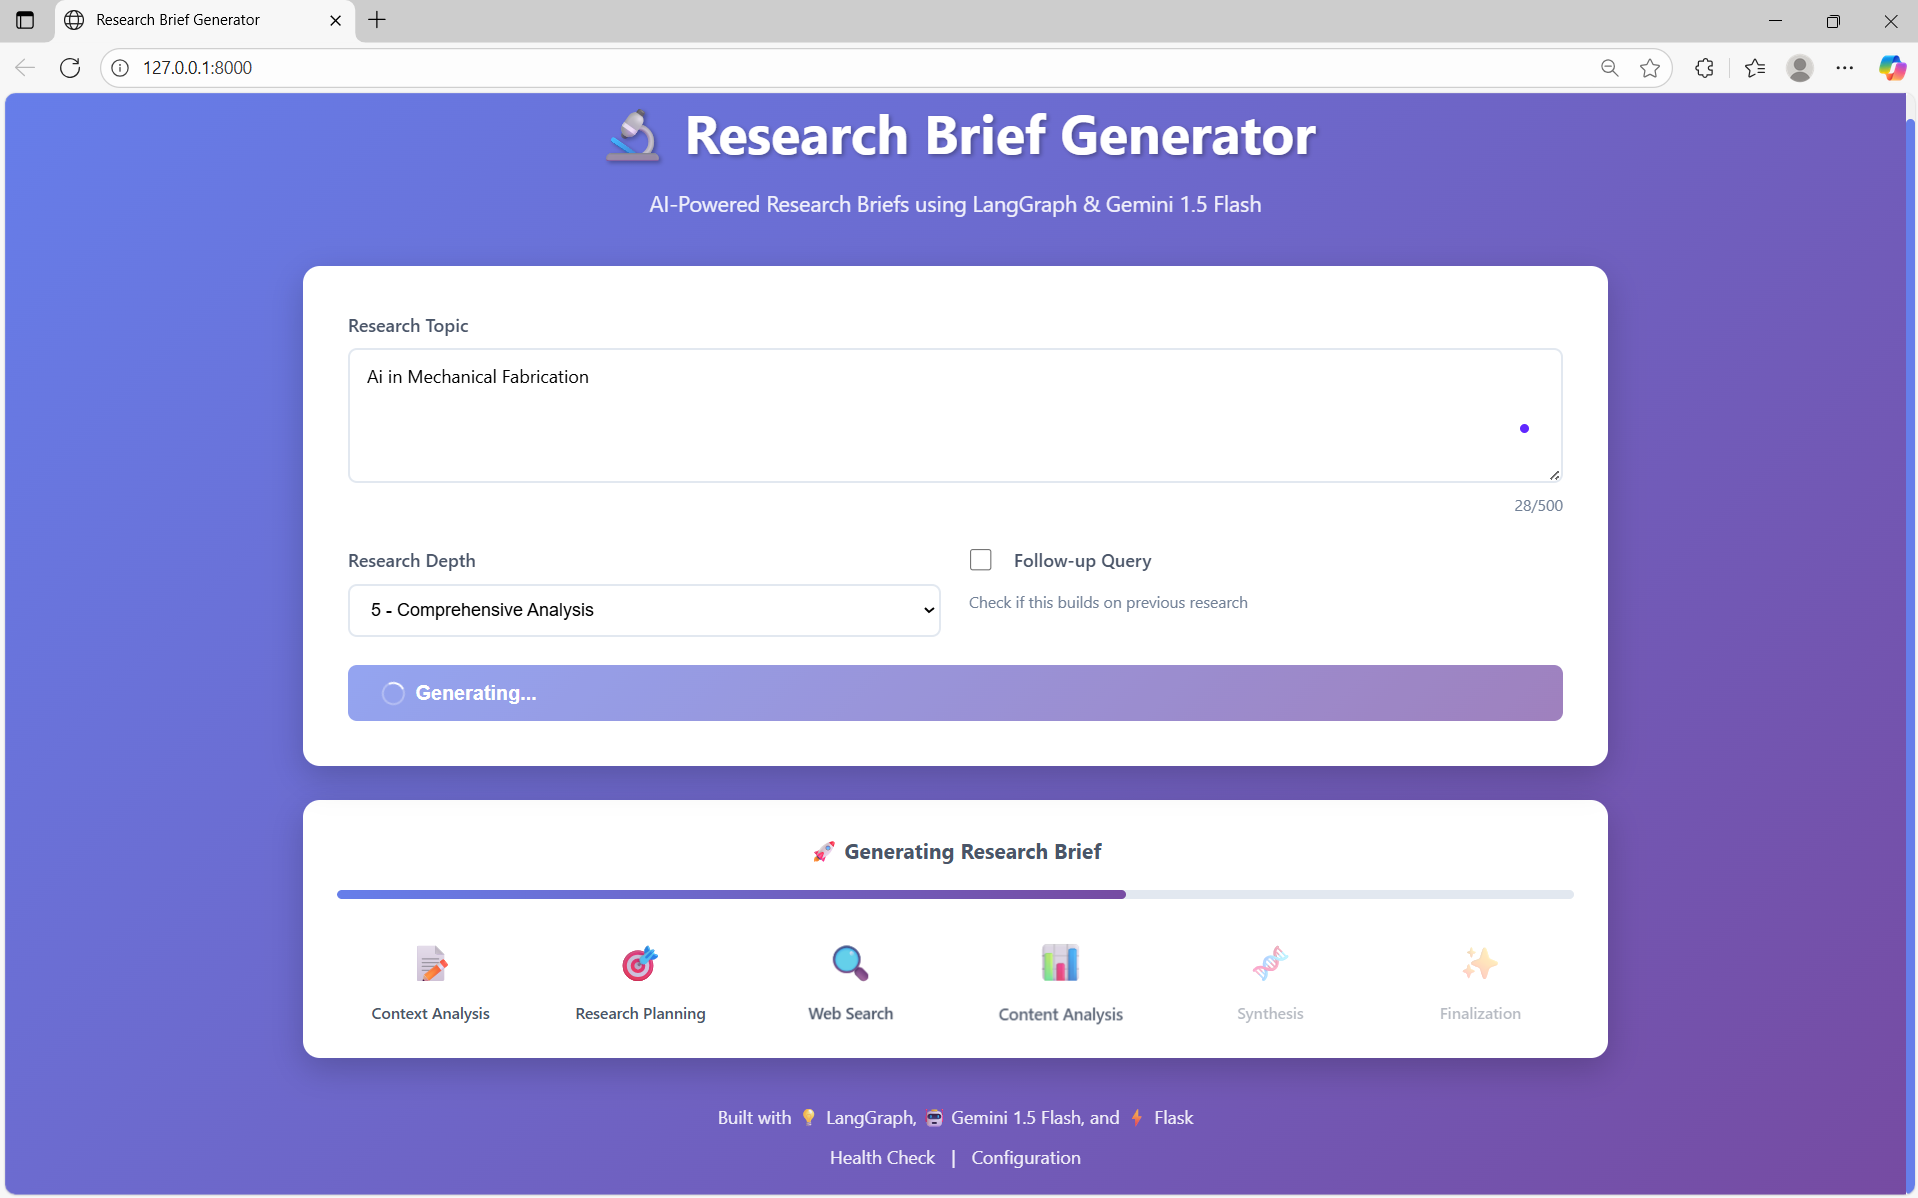 Research Brief Generator
127.0.0.1:8000
Research Brief Generator
AI-Powered Research Briefs using LangGraph & Gemini 1.5 Flash
Research Topic
Ai in Mechanical Fabrication
28/500
Research Depth
Follow-up Query
5 - Comprehensive Analysis
Check if this builds on previous research
Generating...
Generating Research Brief
Context Analysis
Research Planning
Web Search
Content Analysis
Synthesis
Finalization
Built with LangGraph, Gemini 1.5 Flash, and Flask
Health Check | Configuration